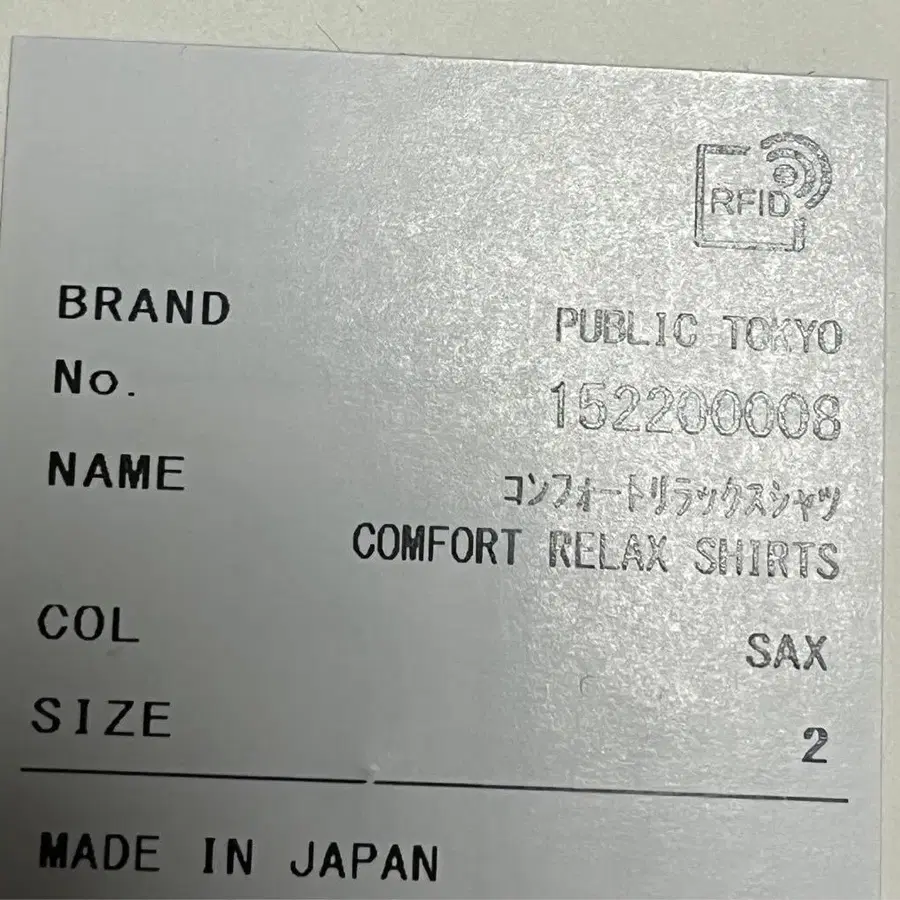 RFID
BRAND PUBLIC TOKYO
No. 152200008
NAME コンフォートリラックスシャツ
COMFORT RELAX SHIRTS
COL SAX
SIZE 2
MADE IN JAPAN